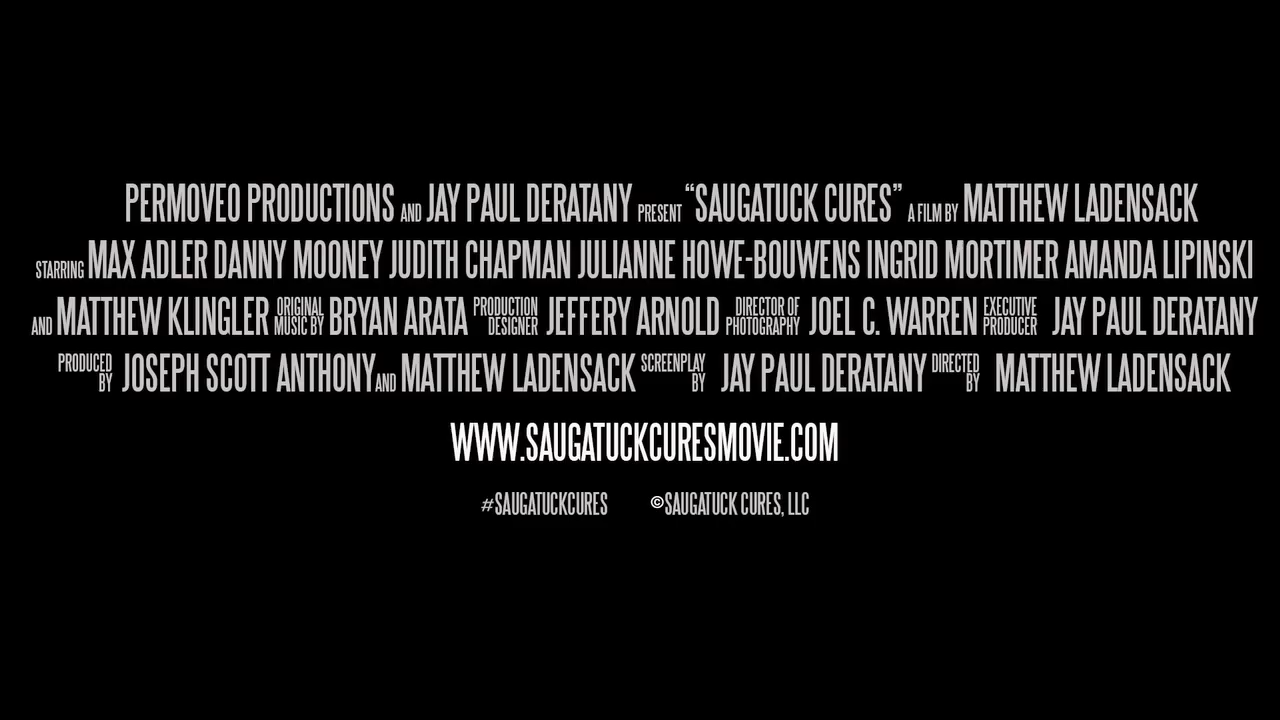 PERMOVEO PRODUCTIONS AND JAY PAUL DERATANY PRESENT “SAUGATUCK CURES” A FILM BY MATTHEW LADENSACK
STARRING MAX ADLER DANNY MOONEY JUDITH CHAPMAN JULIANNE HOWE-BOUWENS INGRID MORTIMER AMANDA LIPINSKI
AND MATTHEW KLINGLER ORIGINAL MUSIC BY BRYAN ARATA PRODUCTION DESIGNER JEFFERY ARNOLD DIRECTOR OF PHOTOGRAPHY JOEL C. WARREN EXECUTIVE PRODUCER JAY PAUL DERATANY
PRODUCED BY JOSEPH SCOTT ANTHONY AND MATTHEW LADENSACK SCREENPLAY BY JAY PAUL DERATANY DIRECTED BY MATTHEW LADENSACK
WWW.SAUGATUCKCURESMOVIE.COM
#SAUGATUCKCURES ©SAUGATUCK CURES, LLC